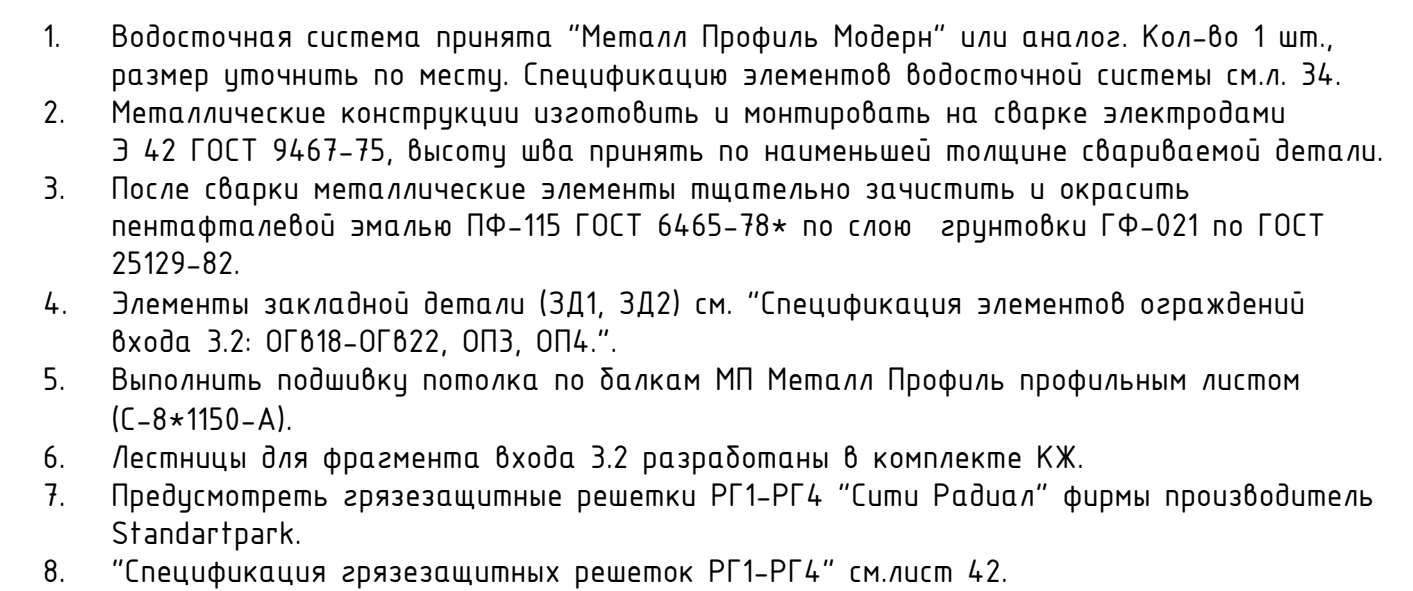 1. Водосточная система принята "Металл Профиль Модерн" или аналог. Кол-во 1 шт.,
размер уточнить по месту. Спецификацию элементов водосточной системы см.л. 34.
2. Металлические конструкции изготовить и монтировать на сварке электродами
Э 42 ГОСТ 9467-75, высоту шва принять по наименьшей толщине свариваемой детали.
3. После сварки металлические элементы тщательно зачистить и окрасить
пентафталевой эмалью ПФ-115 ГОСТ 6465-78* по слою грунтовки ГФ-021 по ГОСТ
25129-82.
4. Элементы закладной детали (ЗД1, ЗД2) см. "Спецификация элементов ограждений
входа 3.2: ОГв18-ОГв22, ОП3, ОП4.".
5. Выполнить подшивку потолка по балкам МП Металл Профиль профильным листом
(С-8*1150-А).
6. Лестницы для фрагмента входа 3.2 разработаны в комплекте КЖ.
7. Предусмотреть грязезащитные решетки РГ1-РГ4 "Сити Радиал" фирмы производитель
Standartpark.
8. "Спецификация грязезащитных решеток РГ1-РГ4" см.лист 42.